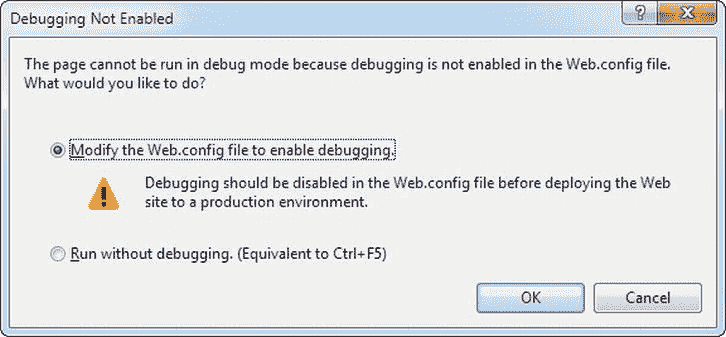 Debugging Not Enabled
The page cannot be run in debug mode because debugging is not enabled in the Web.config file.
What would you like to do?
Modify the Web.config file to enable debugging.
Debugging should be disabled in the Web.config file before deploying the Web
site to a production environment.
Run without debugging. (Equivalent to Ctrl+F5)
OK Cancel